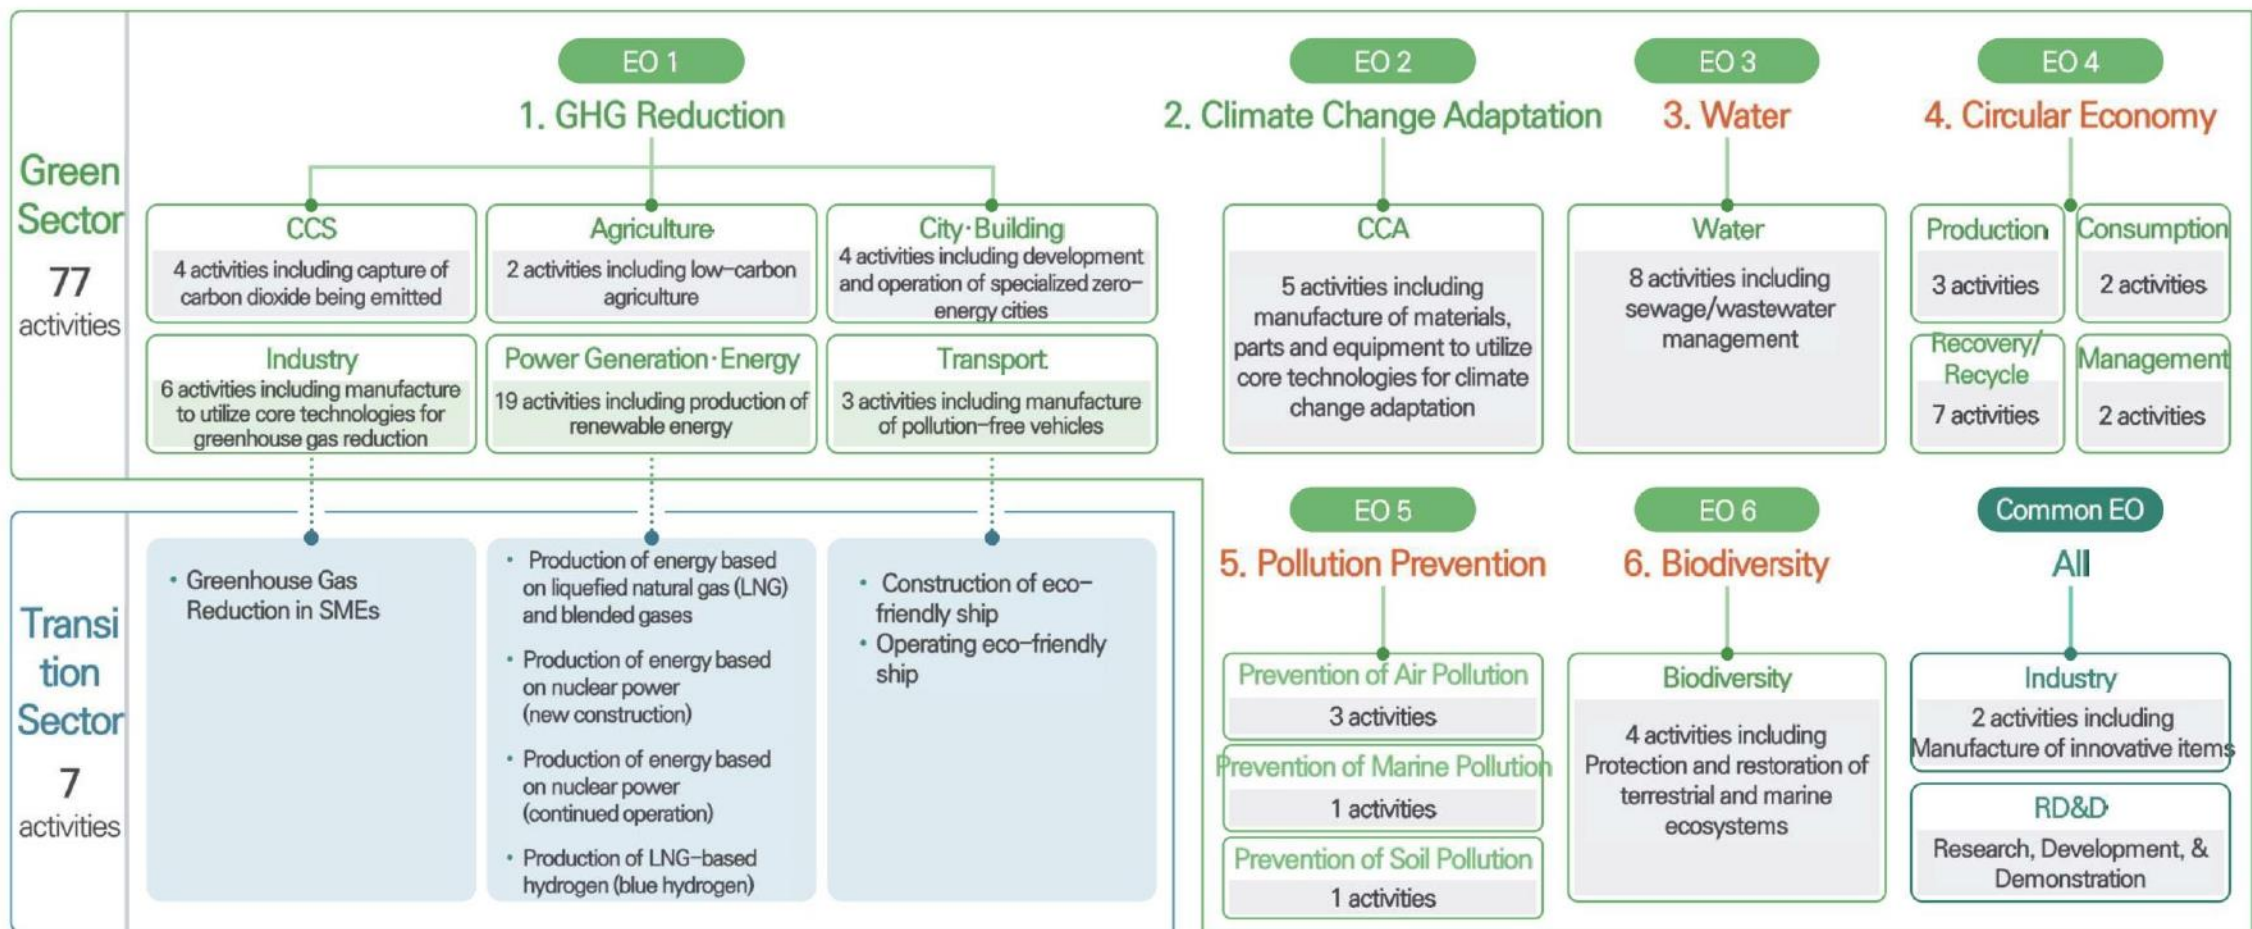 Green
Sector
77
activities
EO 1
1. GHG Reduction
CCS
4 activities including capture of
carbon dioxide being emitted
Agriculture
2 activities including low-carbon
agriculture
City·Building
4 activities including development
and operation of specialized zero-
energy cities
Industry
6 activities including manufacture
to utilize core technologies for
greenhouse gas reduction
Power Generation·Energy
19 activities including production of
renewable energy
Transport
3 activities including manufacture
of pollution-free vehicles
EO 2
2. Climate Change Adaptation
CCA
5 activities including
manufacture of materials,
parts and equipment to utilize
core technologies for climate
change adaptation
EO 3
3. Water
Water
8 activities including
sewage/wastewater
management
EO 4
4. Circular Economy
Production
3 activities
Consumption
2 activities
Recovery/
Recycle
7 activities
Management
2 activities
Transi
tion
Sector
7
activities
• Greenhouse Gas
Reduction in SMEs
• Production of energy based
on liquefied natural gas (LNG)
and blended gases
• Production of energy based
on nuclear power
(new construction)
• Production of energy based
on nuclear power
(continued operation)
• Production of LNG-based
hydrogen (blue hydrogen)
• Construction of eco-
friendly ship
• Operating eco-friendly
ship
EO 5
5. Pollution Prevention
Prevention of Air Pollution
3 activities
Prevention of Marine Pollution
1 activities
Prevention of Soil Pollution
1 activities
EO 6
6. Biodiversity
Biodiversity
4 activities including
Protection and restoration of
terrestrial and marine
ecosystems
Common EO
All
Industry
2 activities including
Manufacture of innovative items
RD&D
Research, Development, &
Demonstration